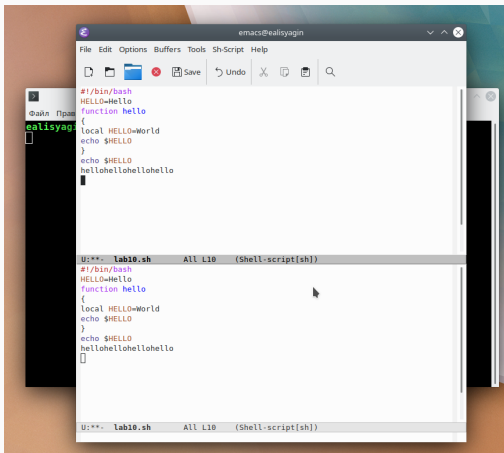 emacs@ealisyagin
File Edit Options Buffers Tools Sh-Script Help
Save Undo
Файл Прав
ealisyagin
#!/bin/bash
HELLO=Hello
function hello
{
local HELLO=World
echo $HELLO
}
echo $HELLO
hellohellohellohello
U:**- lab10.sh All L10 (Shell-script[sh])
#!/bin/bash
HELLO=Hello
function hello
{
local HELLO=World
echo $HELLO
}
echo $HELLO
hellohellohellohello
U:**- lab10.sh All L10 (Shell-script[sh])